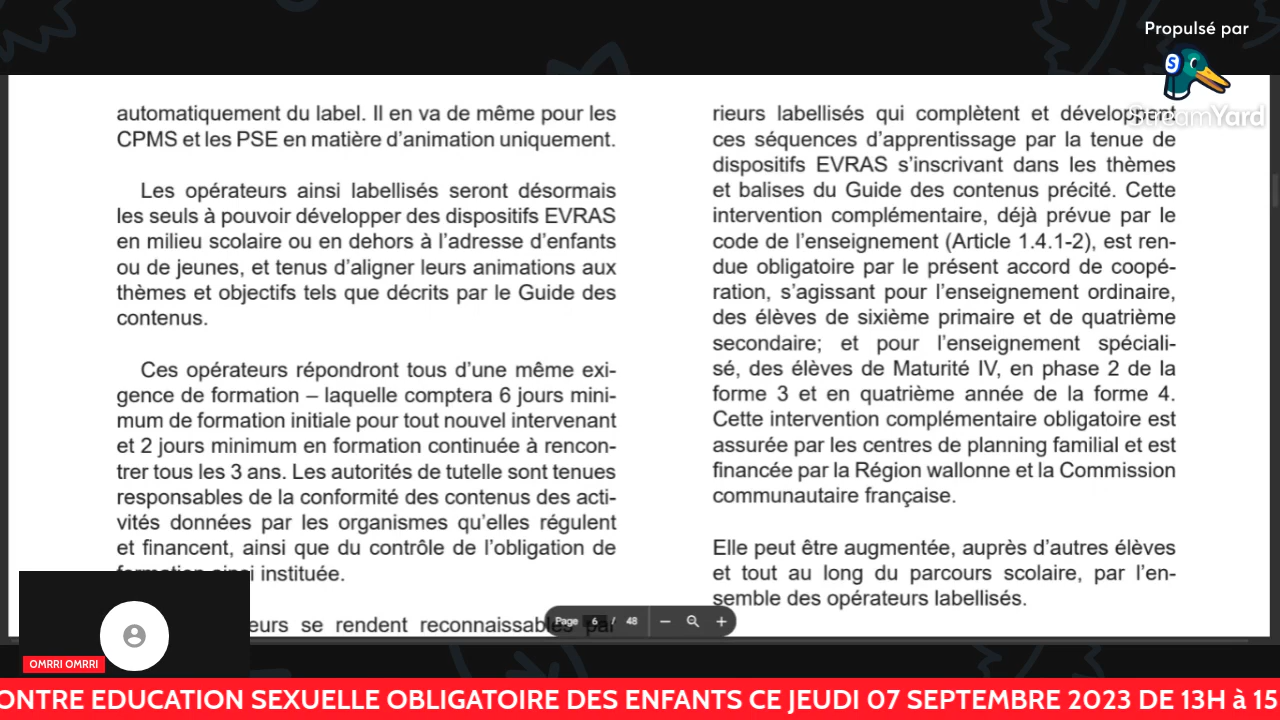 Propulsé par
StreamYard
automatiquement du label. Il en va de même pour les
CPMS et les PSE en matière d'animation uniquement.
Les opérateurs ainsi labellisés seront désormais
les seuls à pouvoir développer des dispositifs EVRAS
en milieu scolaire ou en dehors à l'adresse d'enfants
ou de jeunes, et tenus d'aligner leurs animations aux
thèmes et objectifs tels que décrits par le Guide des
contenus.
Ces opérateurs répondront tous d'une même exi-
gence de formation – laquelle comptera 6 jours mini-
mum de formation initiale pour tout nouvel intervenant
et 2 jours minimum en formation continuée à rencon-
trer tous les 3 ans. Les autorités de tutelle sont tenues
responsables de la conformité des contenus des acti-
vités données par les organismes qu'elles régulent
et financent, ainsi que du contrôle de l'obligation de
formation ainsi instituée.
eurs se rendent reconnaissables par
rieurs labellisés qui complètent et développent
ces séquences d'apprentissage par la tenue de
dispositifs EVRAS s'inscrivant dans les thèmes
et balises du Guide des contenus précité. Cette
intervention complémentaire, déjà prévue par le
code de l'enseignement (Article 1.4.1-2), est ren-
due obligatoire par le présent accord de coopé-
ration, s'agissant pour l'enseignement ordinaire,
des élèves de sixième primaire et de quatrième
secondaire; et pour l'enseignement spéciali-
sé, des élèves de Maturité IV, en phase 2 de la
forme 3 et en quatrième année de la forme 4.
Cette intervention complémentaire obligatoire est
assurée par les centres de planning familial et est
financée par la Région wallonne et la Commission
communautaire française.
Elle peut être augmentée, auprès d'autres élèves
et tout au long du parcours scolaire, par l'en-
semble des opérateurs labellisés.
Page 6 / 48
OMRRI OMRRI
ONTRE EDUCATION SEXUELLE OBLIGATOIRE DES ENFANTS CE JEUDI 07 SEPTEMBRE 2023 DE 13H à 15